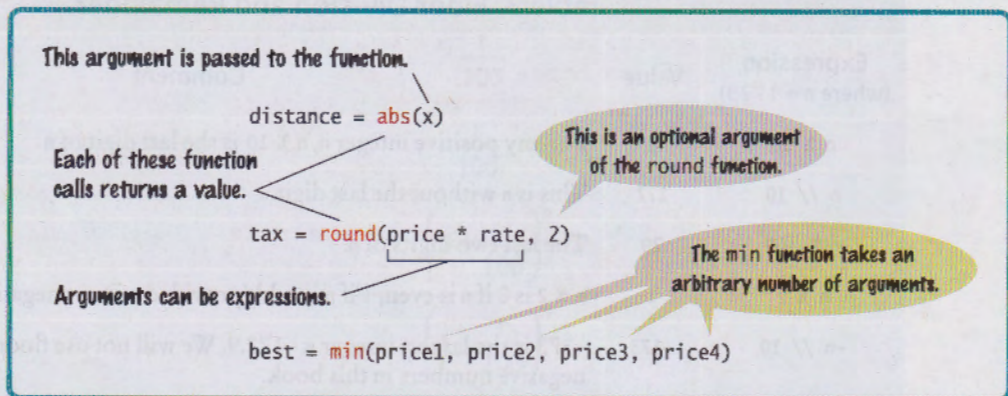 This argument is passed to the function.
distance = abs(x)
This is an optional argument
of the round function.
Each of these function
calls returns a value.
tax = round(price * rate, 2)
The min function takes an
arbitrary number of arguments.
Arguments can be expressions.
best = min(price1, price2, price3, price4)